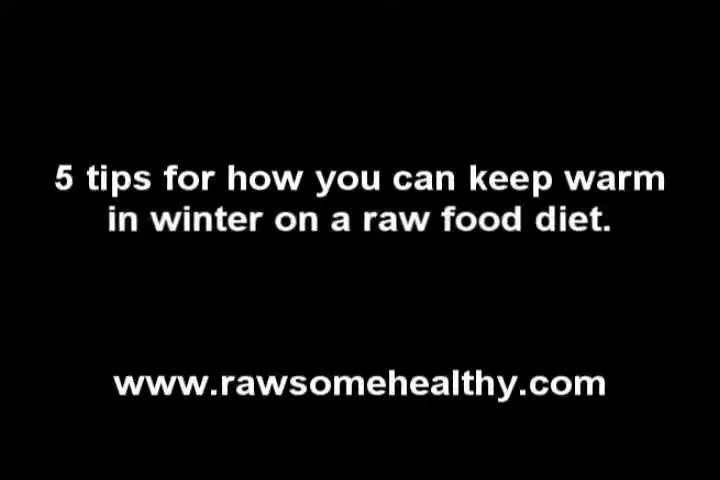 5 tips for how you can keep warm
in winter on a raw food diet.
www.rawsomehealthy.com